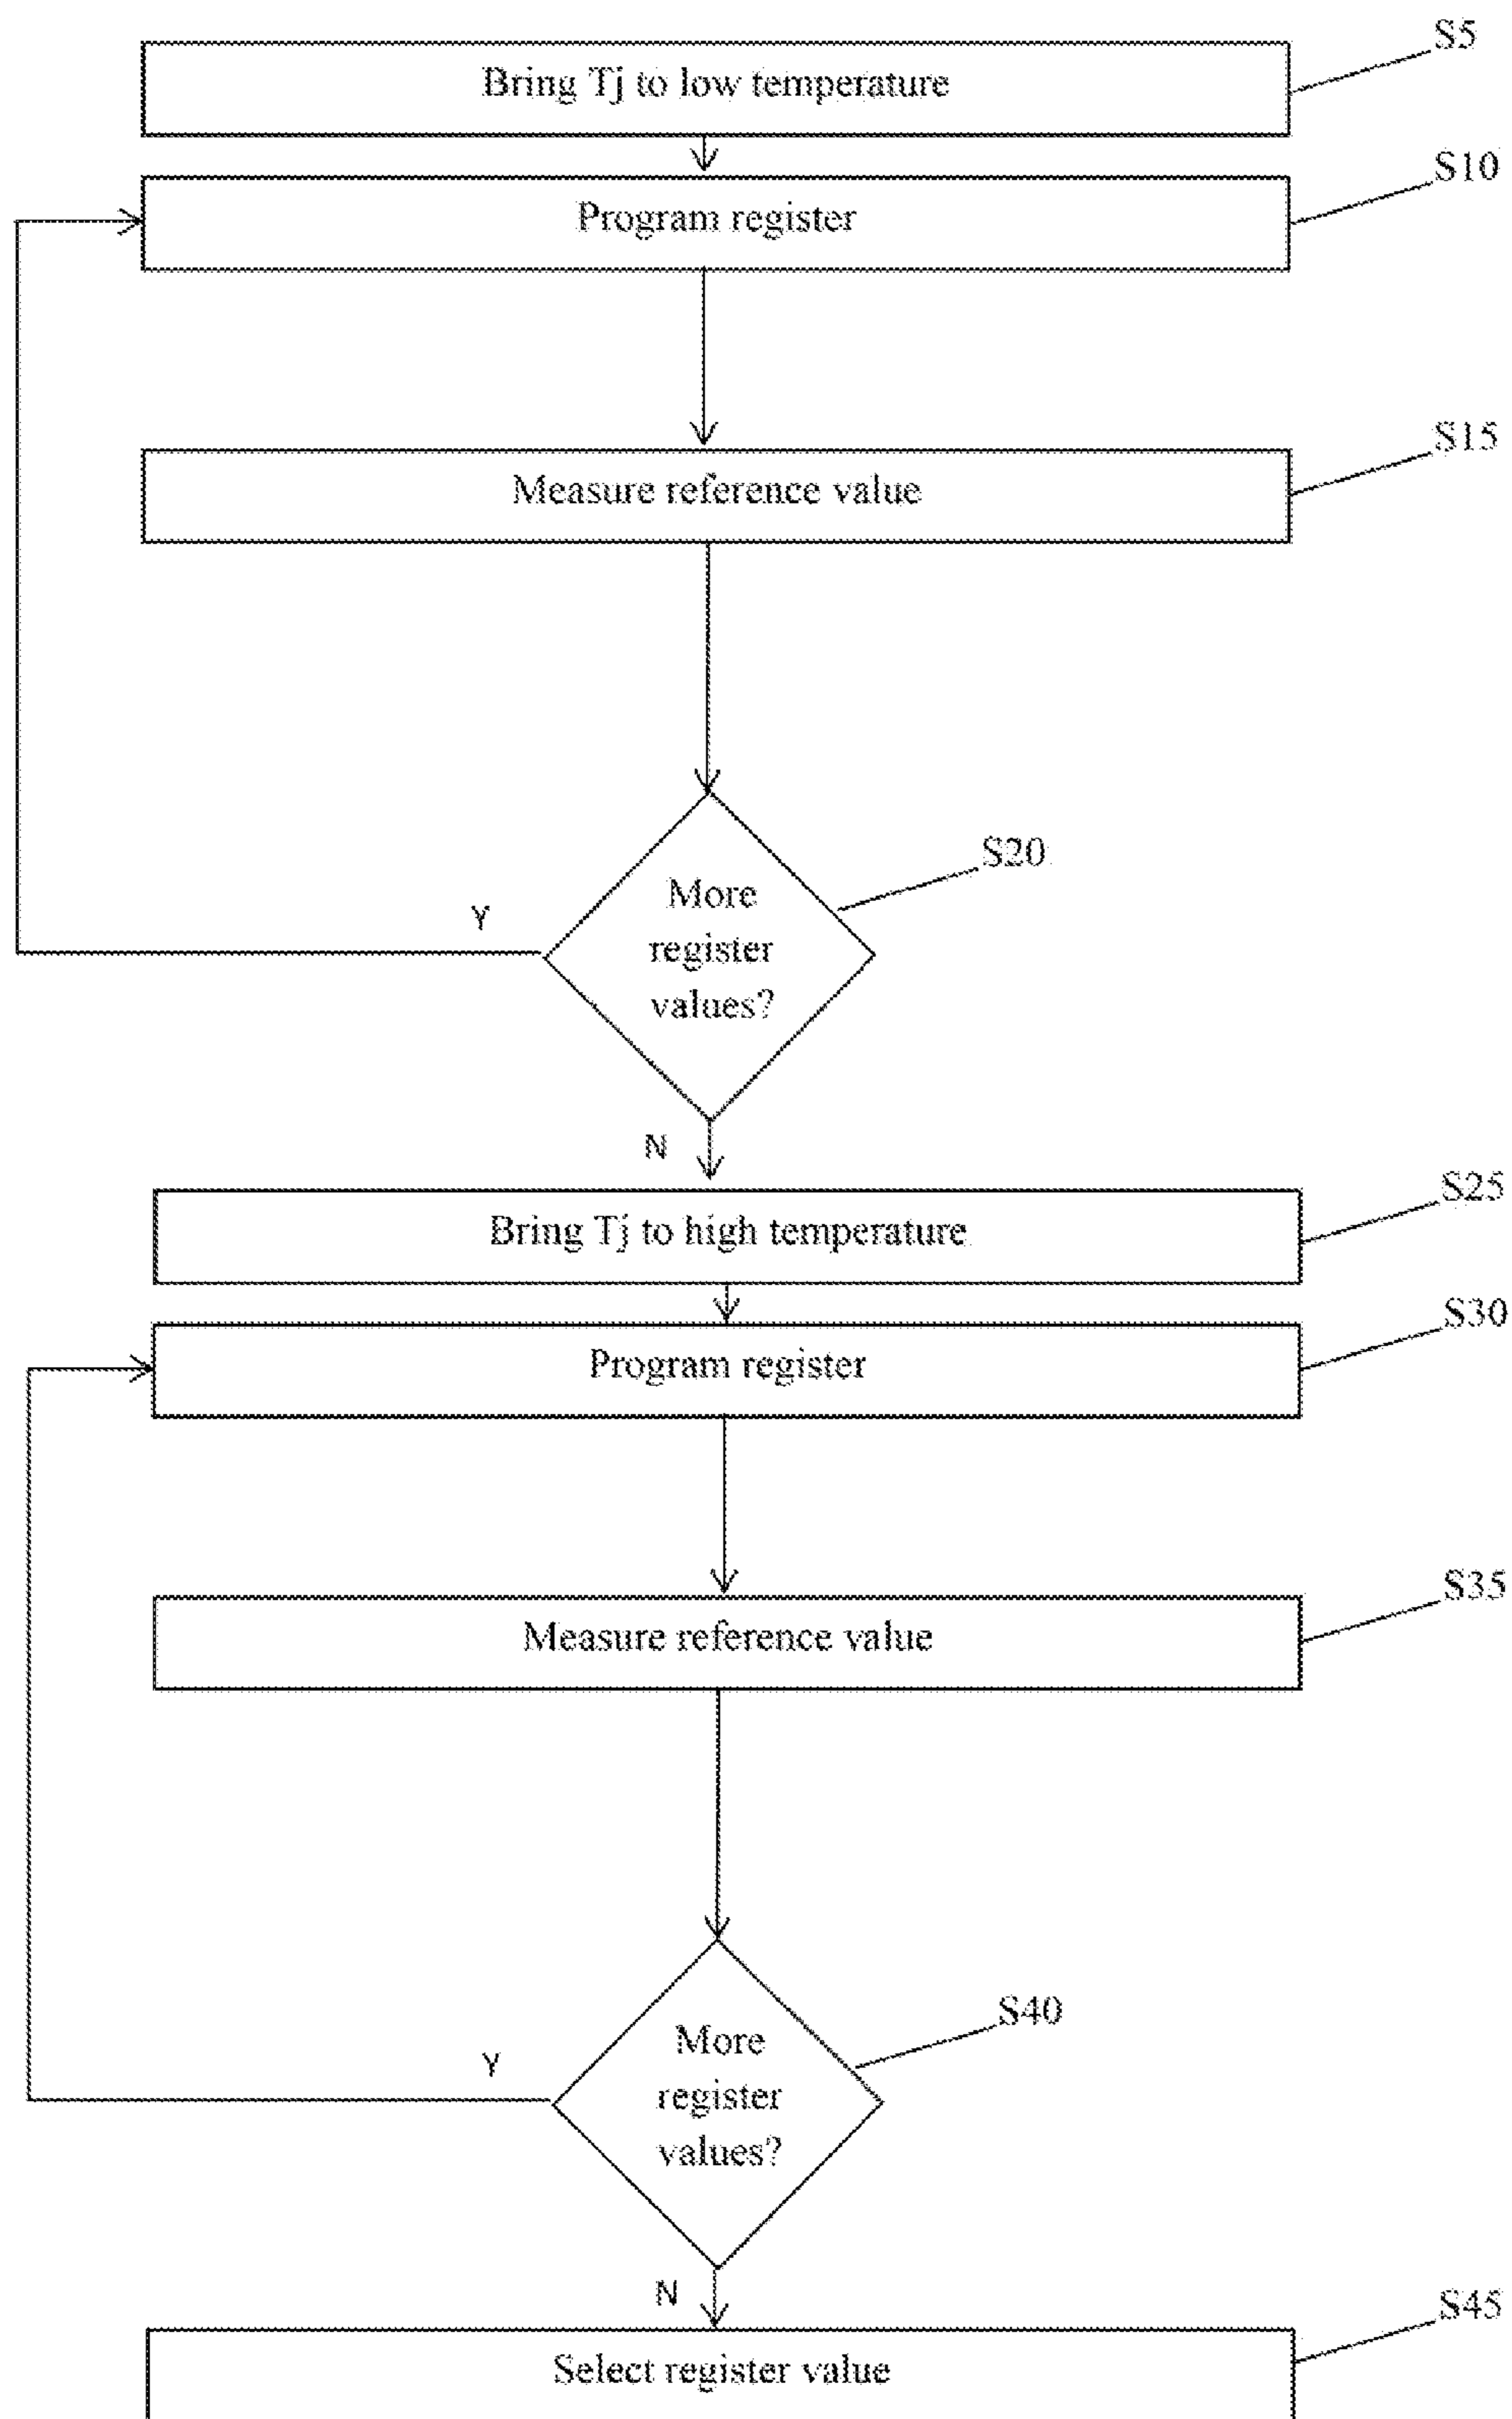 S5
Bring Tj to low temperature
S10
Program register
S15
Measure reference value
S20
More
register
values?
Y
N
S25
Bring Tj to high temperature
S30
Program register
S35
Measure reference value
S40
More
register
values?
Y
N
S45
Select register value